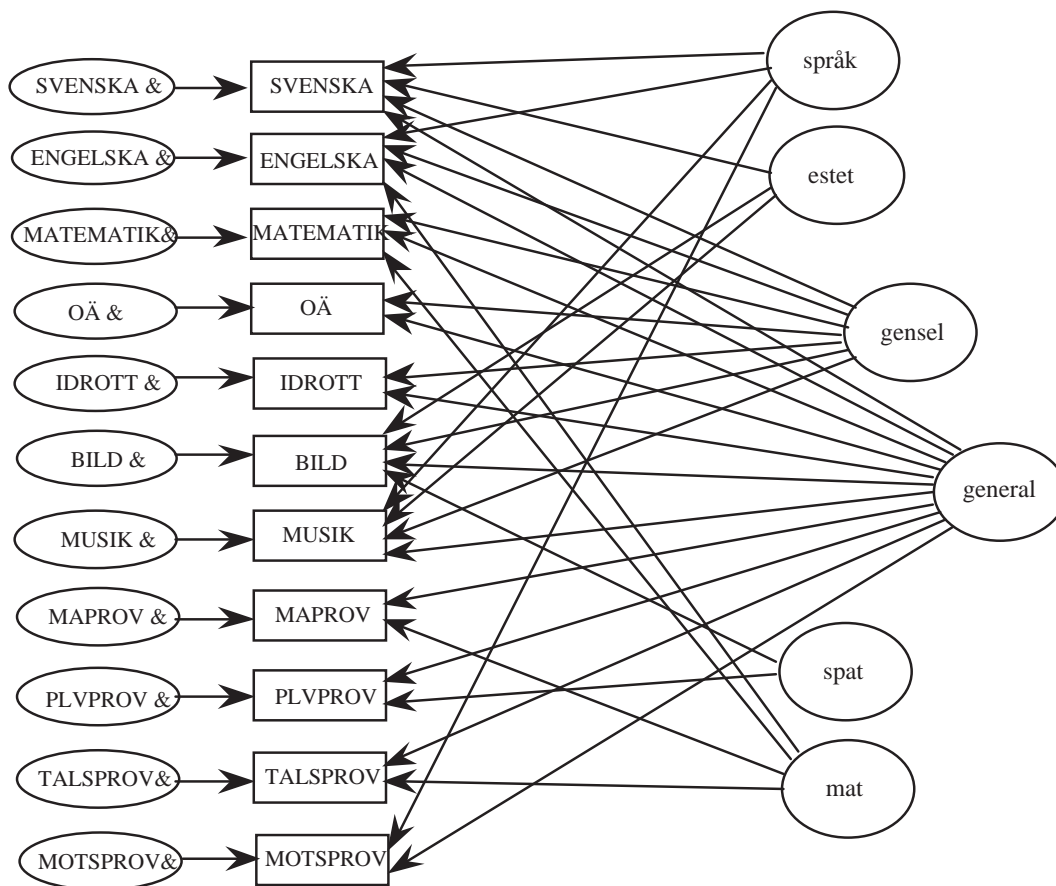 SVENSKA &
SVENSKA
språk
ENGELSKA &
ENGELSKA
estet
MATEMATIK&
MATEMATIK
OÄ &
OÄ
gensel
IDROTT &
IDROTT
BILD &
BILD
general
MUSIK &
MUSIK
MAPROV &
MAPROV
spat
PLVPROV &
PLVPROV
TALSPROV&
TALSPROV
mat
MOTSPROV&
MOTSPROV